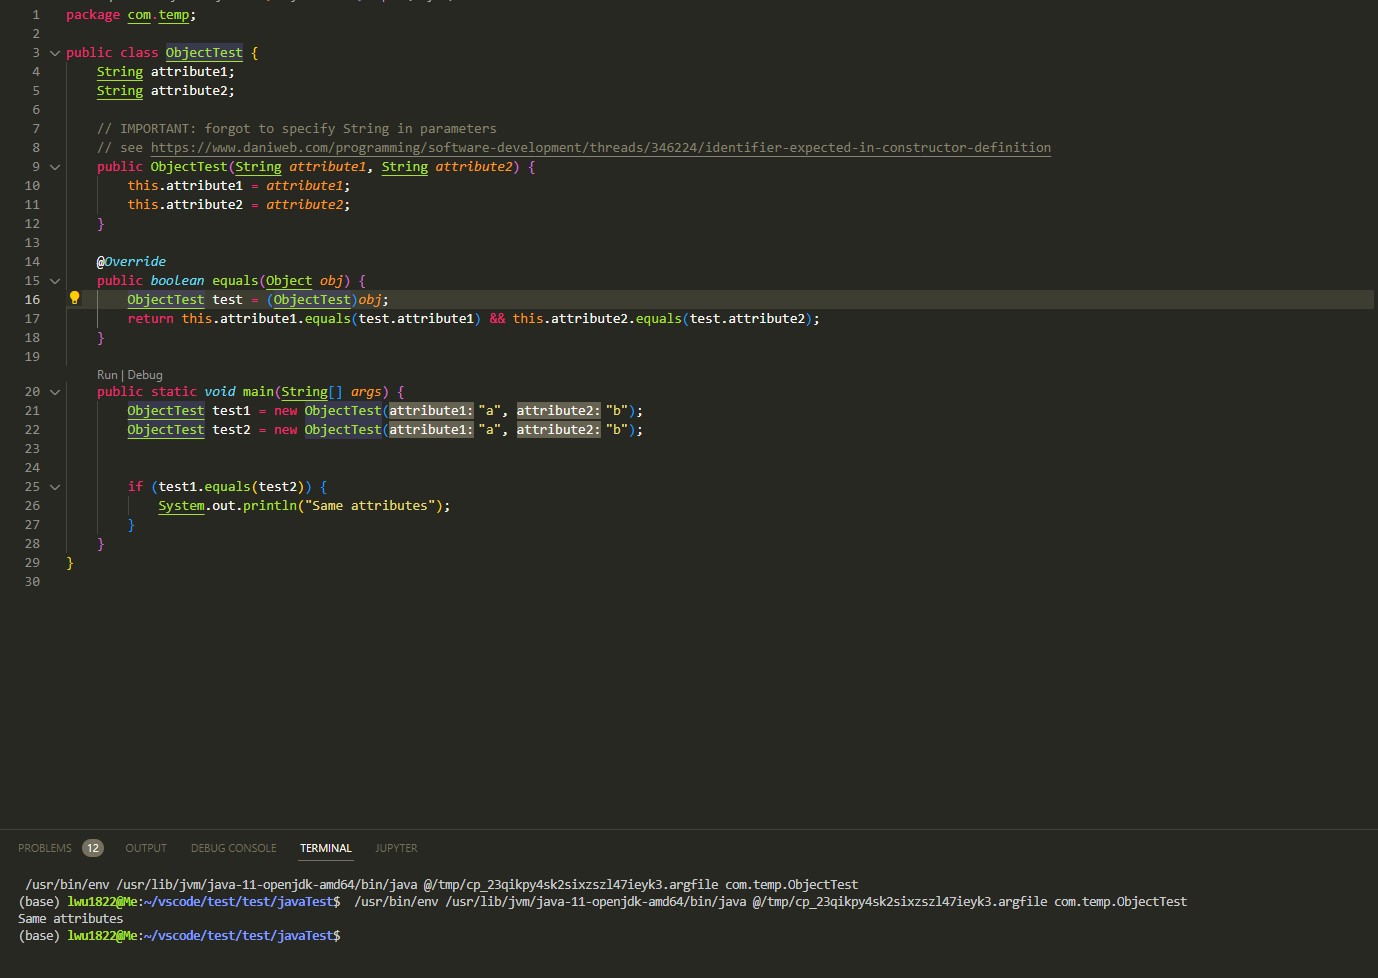 1 package com.temp;
2
3 public class ObjectTest {
4 String attribute1;
5 String attribute2;
6
7 // IMPORTANT: forgot to specify String in parameters
8 // see https://www.daniweb.com/programming/software-development/threads/346224/identifier-expected-in-constructor-definition
9 public ObjectTest(String attribute1, String attribute2) {
10 this.attribute1 = attribute1;
11 this.attribute2 = attribute2;
12 }
13
14 @Override
15 public boolean equals(Object obj) {
16 ObjectTest test = (ObjectTest)obj;
17 return this.attribute1.equals(test.attribute1) && this.attribute2.equals(test.attribute2);
18 }
19
Run | Debug
20 public static void main(String[] args) {
21 ObjectTest test1 = new ObjectTest(attribute1: "a", attribute2: "b");
22 ObjectTest test2 = new ObjectTest(attribute1: "a", attribute2: "b");
23
24
25 if (test1.equals(test2)) {
26 System.out.println("Same attributes");
27 }
28 }
29 }
30
PROBLEMS 12 OUTPUT DEBUG CONSOLE TERMINAL JUPYTER
/usr/bin/env /usr/lib/jvm/java-11-openjdk-amd64/bin/java @/tmp/cp_23qikpy4sk2sixzszl47ieyk3.argfile com.temp.ObjectTest
(base) lwu1822@Me:~/vscode/test/test/javaTest$ /usr/bin/env /usr/lib/jvm/java-11-openjdk-amd64/bin/java @/tmp/cp_23qikpy4sk2sixzszl47ieyk3.argfile com.temp.ObjectTest
Same attributes
(base) lwu1822@Me:~/vscode/test/test/javaTest$